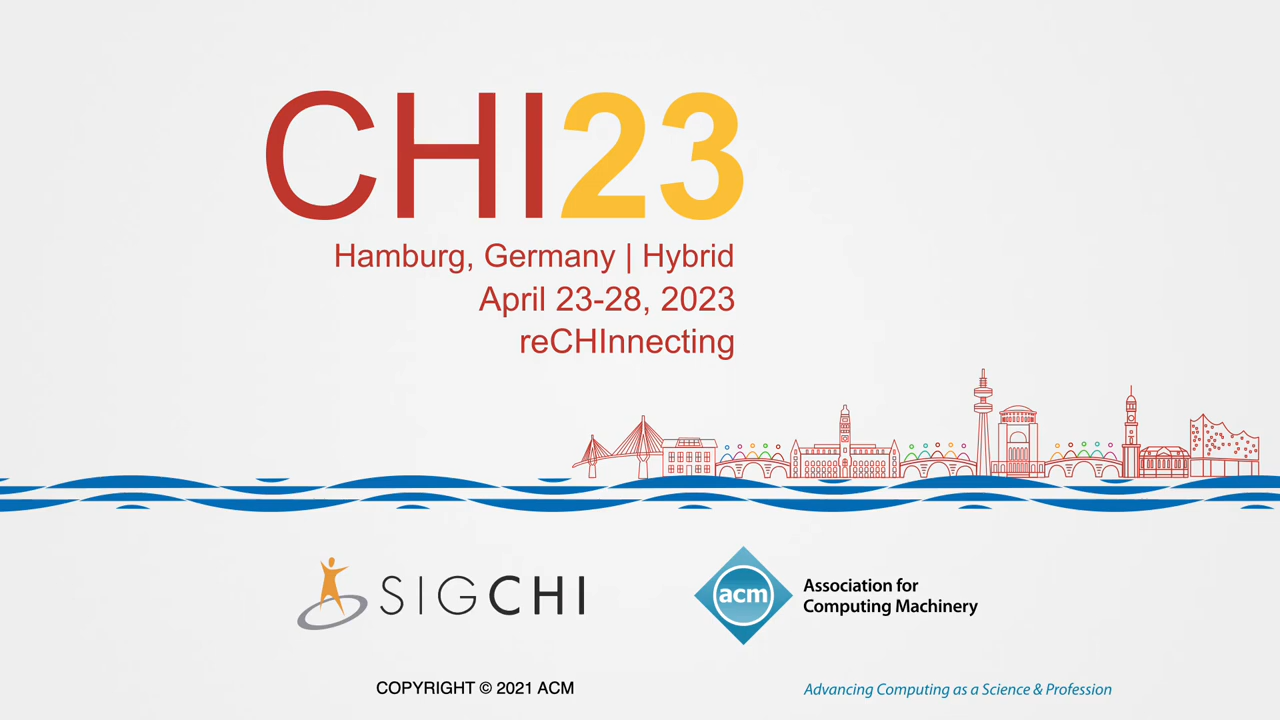 CHI23
Hamburg, Germany | Hybrid
April 23-28, 2023
reCHInnecting
SIGCHI
acm
Association for
Computing Machinery
COPYRIGHT © 2021 ACM
Advancing Computing as a Science & Profession